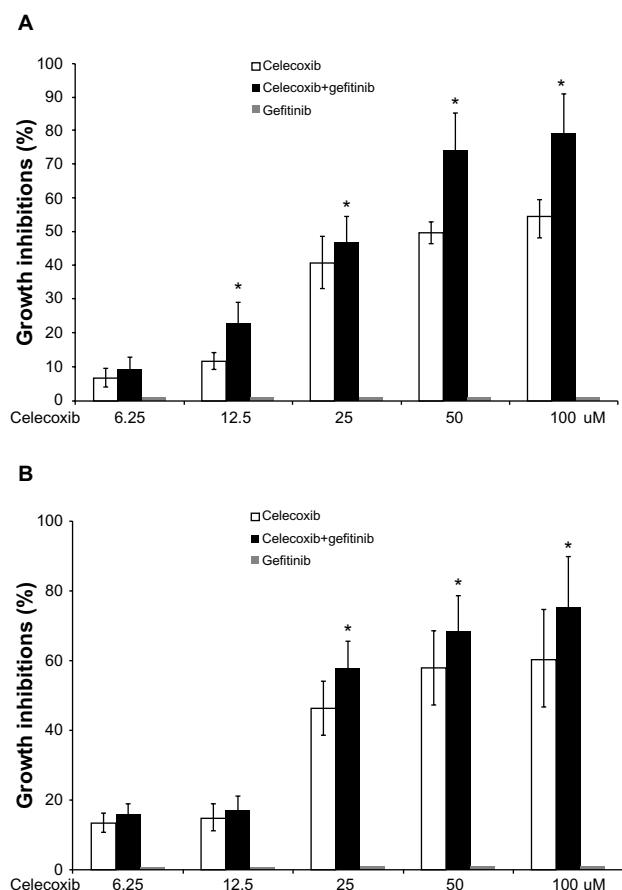 A
100
90
80
70
60
50
40
30
20
10
0
Growth inhibitions (%)
Celecoxib
Celecoxib+gefitinib
Gefitinib
*
*
*
*
Celecoxib 6.25 12.5 25 50 100 uM
B
100
80
60
40
20
0
Growth inhibitions (%)
Celecoxib
Celecoxib+gefitinib
Gefitinib
*
*
*
Celecoxib 6.25 12.5 25 50 100 uM